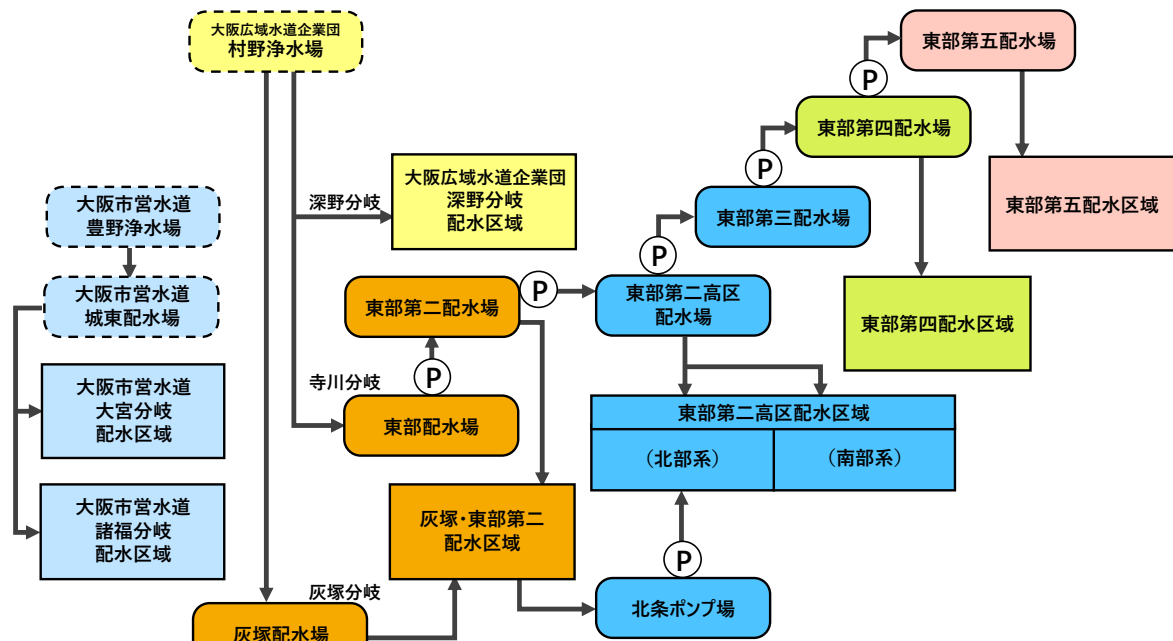 大阪広域水道企業団
村野浄水場
東部第五配水場
P
東部第四配水場
P
東部第三配水場
P
大阪広域水道企業団
深野分岐
配水区域
深野分岐
東部第五配水区域
大阪市営水道
豊野浄水場
大阪市営水道
城東配水場
東部第二配水場
P
東部第二高区
配水場
東部第四配水区域
P
寺川分岐
東部配水場
大阪市営水道
大宮分岐
配水区域
東部第二高区配水区域
（北部系）
（南部系）
大阪市営水道
諸福分岐
配水区域
灰塚・東部第二
配水区域
P
灰塚分岐
北条ポンプ場
灰塚配水場